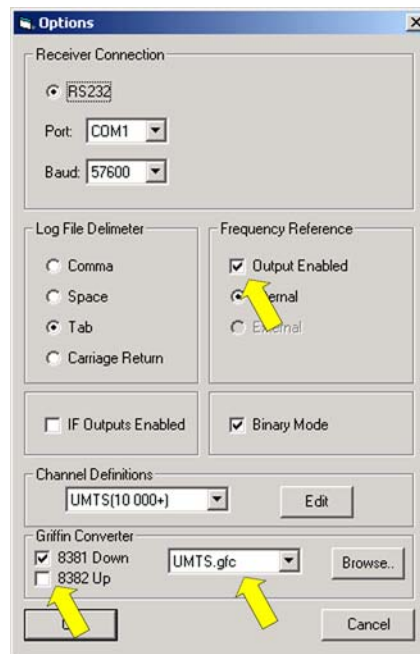 Options
Receiver Connection
RS232
Port: COM1
Baud: 57600
Log File Delimeter
Comma
Space
Tab
Carriage Return
Frequency Reference
Output Enabled
IF Outputs Enabled
Binary Mode
Channel Definitions
UMTS(10 000+)
Edit
Griffin Converter
8381 Down
8382 Up
UMTS.gfc
Browse..
Cancel